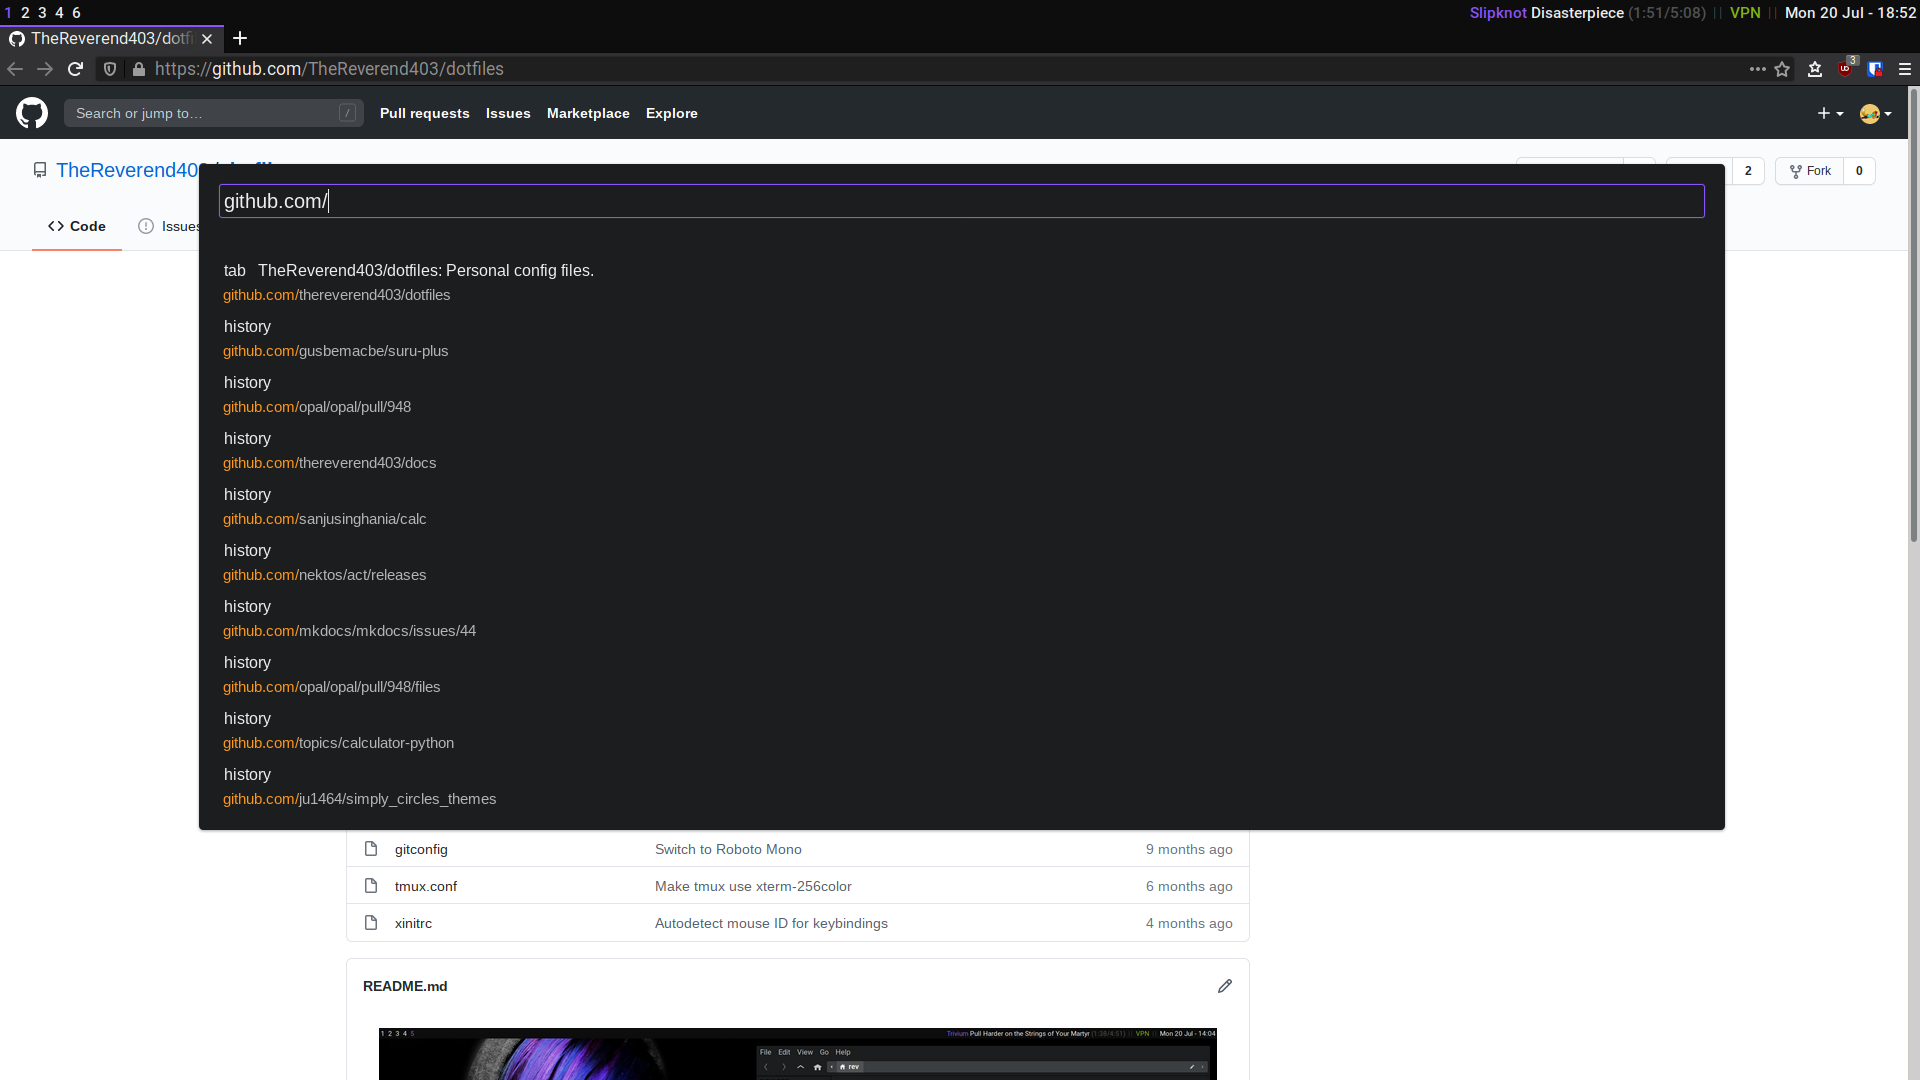 1 2 3 4 6
Slipknot Disasterpiece (1:51/5:08) || VPN || Mon 20 Jul - 18:52
TheReverend403/dotfi
https://github.com/TheReverend403/dotfiles
3
Search or jump to…
/
Pull requests Issues Marketplace Explore
TheReverend40
2
Fork 0
Code
Issues
github.com/
tab TheReverend403/dotfiles: Personal config files.
github.com/thereverend403/dotfiles
history
github.com/gusbemacbe/suru-plus
history
github.com/opal/opal/pull/948
history
github.com/thereverend403/docs
history
github.com/sanjusinghania/calc
history
github.com/nektos/act/releases
history
github.com/mkdocs/mkdocs/issues/44
history
github.com/opal/opal/pull/948/files
history
github.com/topics/calculator-python
history
github.com/ju1464/simply_circles_themes
gitconfig Switch to Roboto Mono 9 months ago
tmux.conf Make tmux use xterm-256color 6 months ago
xinitrc Autodetect mouse ID for keybindings 4 months ago
README.md
1 2 3 4 5
Trivium Pull Harder on the Strings of Your Martyr (1:38/4:51) || VPN || Mon 20 Jul - 14:04
File Edit View Go Help
rev